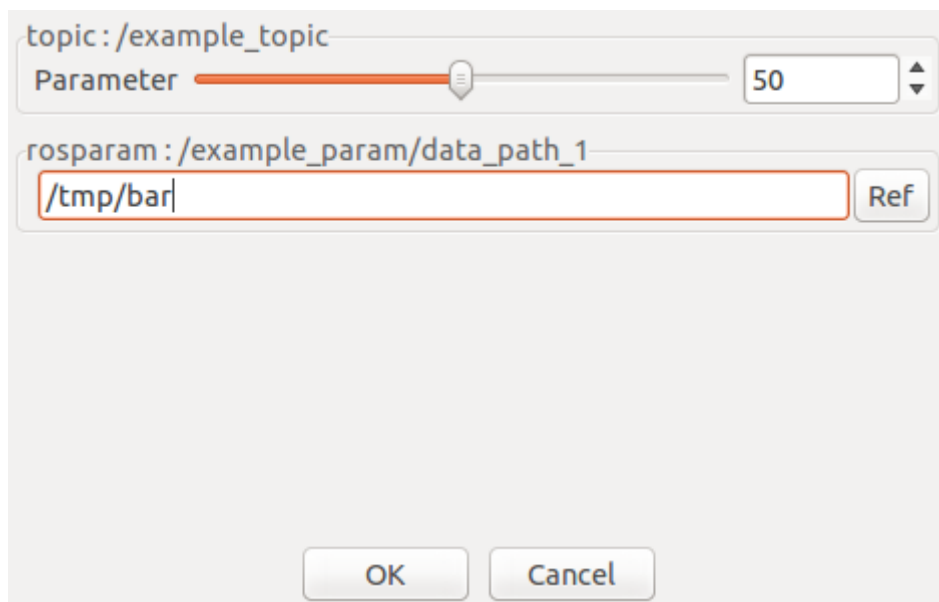 topic : /example_topic
Parameter 50
rosparam : /example_param/data_path_1
/tmp/bar Ref
OK Cancel